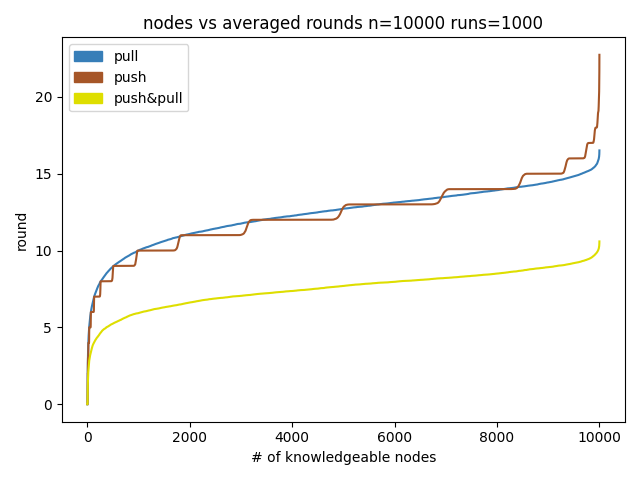 nodes vs averaged rounds n=10000 runs=1000
pull
push
push&pull
20
15
10
5
0
round
0 2000 4000 6000 8000 10000
# of knowledgeable nodes